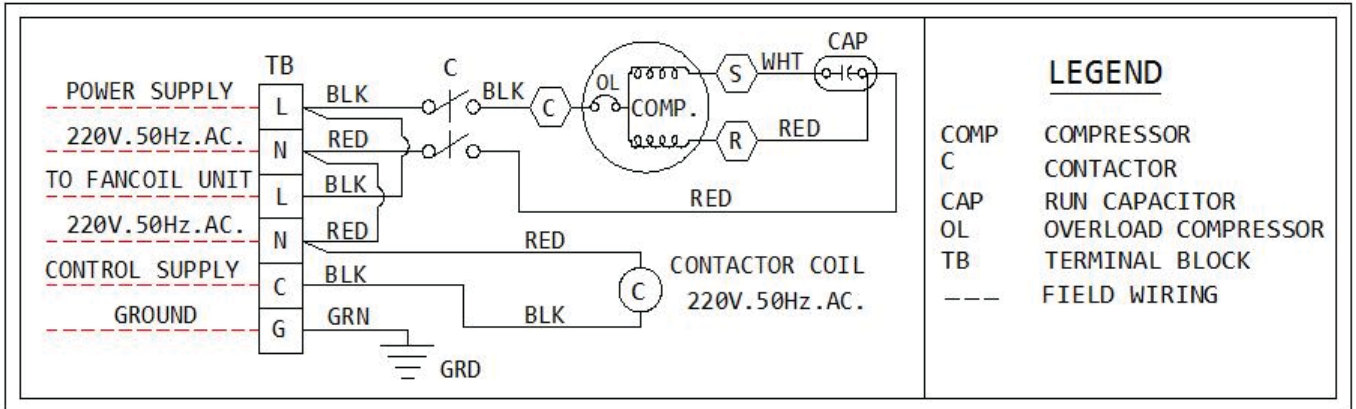 TB
C
CAP
POWER SUPPLY
L
BLK
BLK
C
OL
COMP.
S
WHT
220V.50Hz.AC.
N
RED
R
RED
TO FANCOIL UNIT
L
BLK
RED
220V.50Hz.AC.
N
RED
RED
CONTROL SUPPLY
C
BLK
BLK
C
CONTACTOR COIL
220V.50Hz.AC.
GROUND
G
GRN
GRD
LEGEND
COMP COMPRESSOR
C CONTACTOR
CAP RUN CAPACITOR
OL OVERLOAD COMPRESSOR
TB TERMINAL BLOCK
--- FIELD WIRING